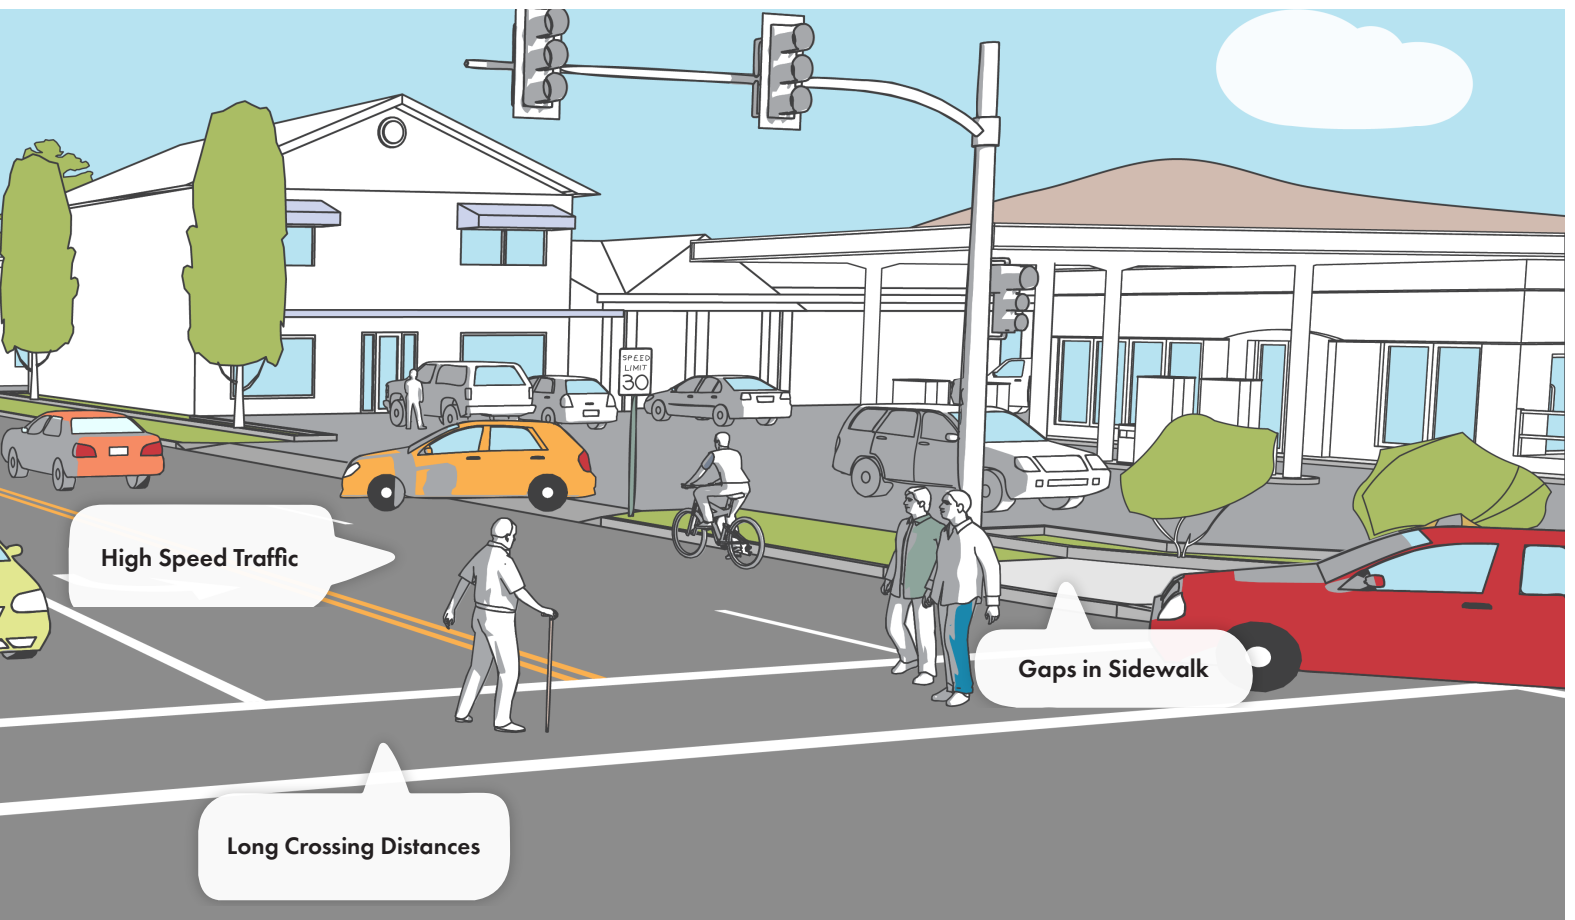 SPEED
LIMIT
30
High Speed Traffic
Gaps in Sidewalk
Long Crossing Distances